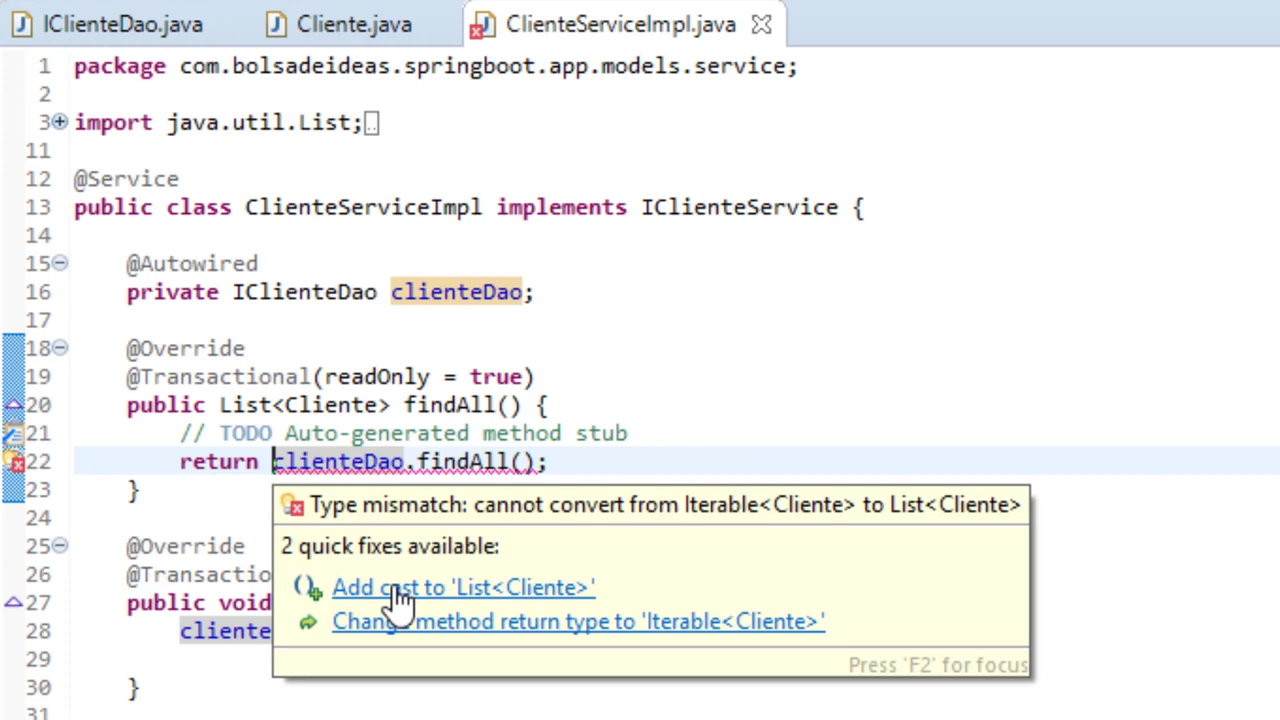 IClienteDao.java Cliente.java ClienteServiceImpl.java
1 package com.bolsadeideas.springboot.app.models.service;
2
3 import java.util.List;
11
12 @Service
13 public class ClienteServiceImpl implements IClienteService {
14
15 @Autowired
16 private IClienteDao clienteDao;
17
18 @Override
19 @Transactional(readOnly = true)
20 public List<Cliente> findAll() {
21 // TODO Auto-generated method stub
22 return clienteDao.findAll();
23 }
Type mismatch: cannot convert from Iterable<Cliente> to List<Cliente>
24
2 quick fixes available:
25 @Override
Add cast to 'List<Cliente>'
26 @Transactio
27 public void
Change method return type to 'Iterable<Cliente>'
28 cliente
29
Press 'F2' for focus
30 }
31